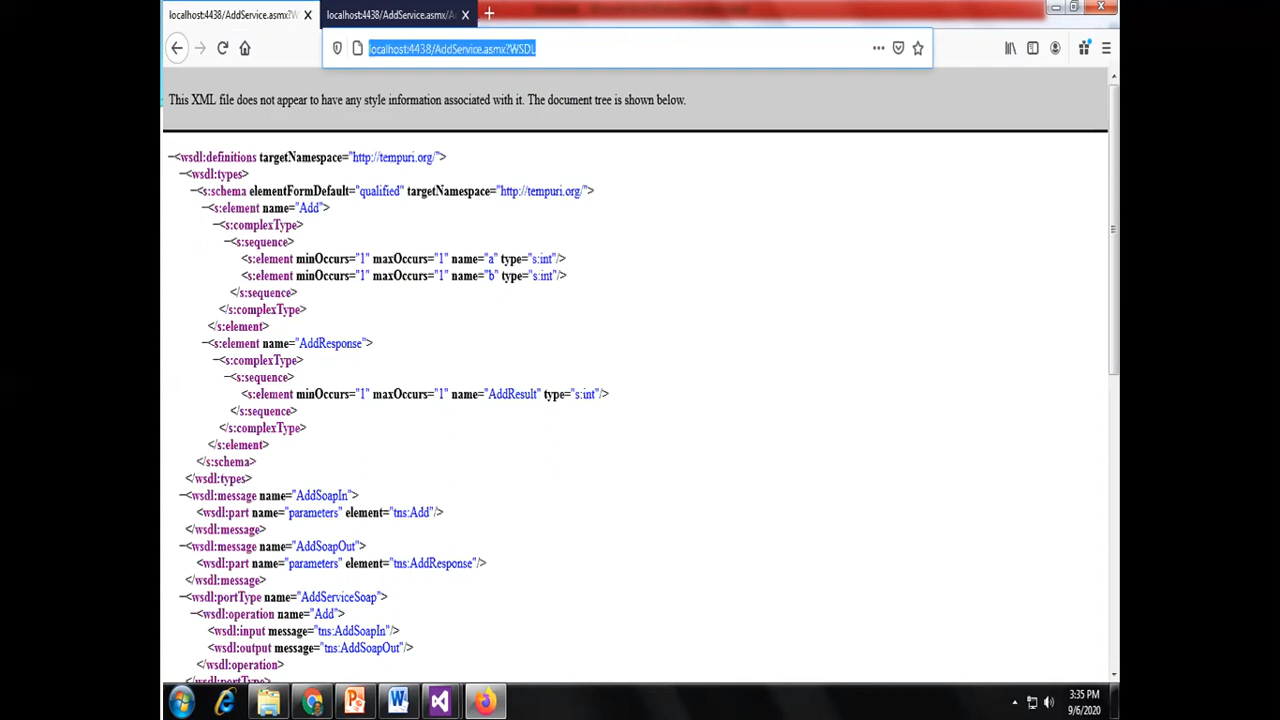 localhost:4438/AddService.asmx?W
localhost:4438/AddService.asmx/A
localhost:4438/AddService.asmx?WSDL
This XML file does not appear to have any style information associated with it. The document tree is shown below.
−<wsdl:definitions targetNamespace="http://tempuri.org/">
−<wsdl:types>
−<s:schema elementFormDefault="qualified" targetNamespace="http://tempuri.org/">
−<s:element name="Add">
−<s:complexType>
−<s:sequence>
<s:element minOccurs="1" maxOccurs="1" name="a" type="s:int"/>
<s:element minOccurs="1" maxOccurs="1" name="b" type="s:int"/>
</s:sequence>
</s:complexType>
</s:element>
−<s:element name="AddResponse">
−<s:complexType>
−<s:sequence>
<s:element minOccurs="1" maxOccurs="1" name="AddResult" type="s:int"/>
</s:sequence>
</s:complexType>
</s:element>
</s:schema>
</wsdl:types>
−<wsdl:message name="AddSoapIn">
<wsdl:part name="parameters" element="tns:Add"/>
</wsdl:message>
−<wsdl:message name="AddSoapOut">
<wsdl:part name="parameters" element="tns:AddResponse"/>
</wsdl:message>
−<wsdl:portType name="AddServiceSoap">
−<wsdl:operation name="Add">
<wsdl:input message="tns:AddSoapIn"/>
<wsdl:output message="tns:AddSoapOut"/>
</wsdl:operation>
</wsdl:portType>
3:35 PM
9/6/2020